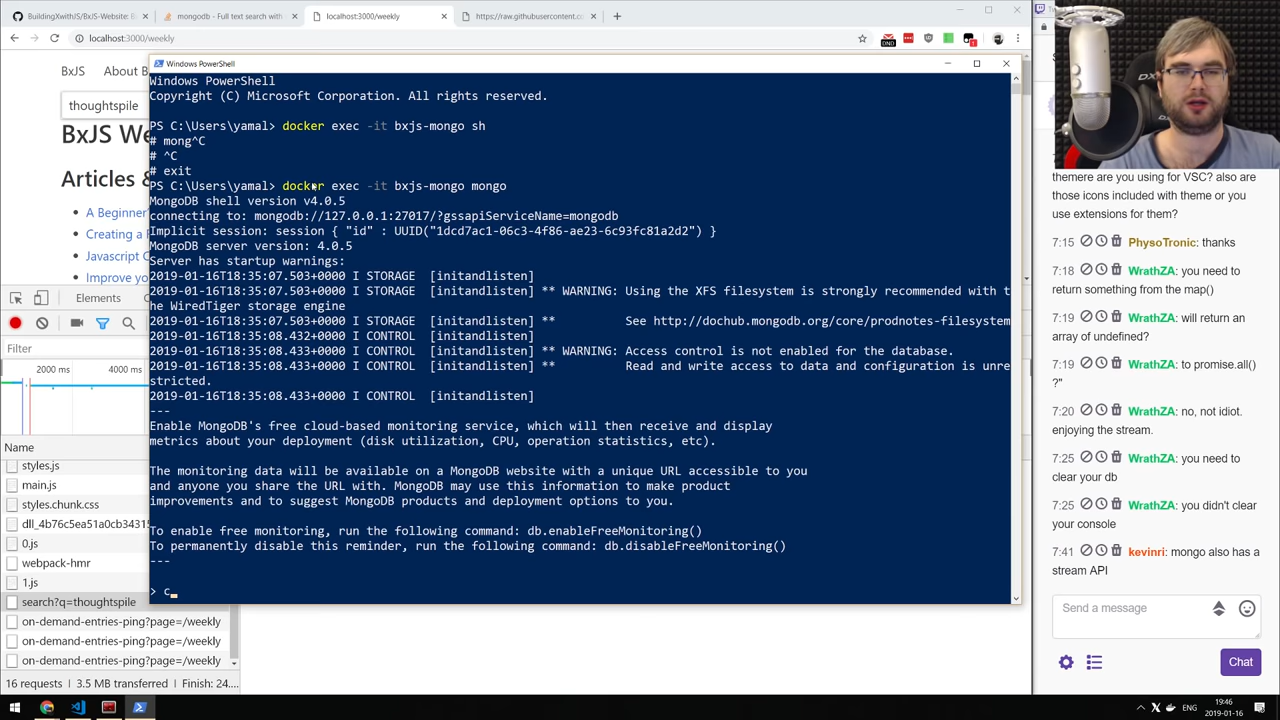 BuildingXwithJS/BxJS-Website: li
mongodb - Full text search with
localhost:3000/weekly
https://raw.githubusercontent.co
localhost:3000/weekly
BxJS
About B
thoughtspile
BxJS We
Articles &
A Beginner'
Creating a
Javascript C
Improve yo
Elements
Filter
2000 ms
4000 ms
Name
styles.js
main.js
styles.chunk.css
dll_4b76c5ea51a0cb34315
0.js
webpack-hmr
1.js
search?q=thoughtspile
on-demand-entries-ping?page=/weekly
on-demand-entries-ping?page=/weekly
on-demand-entries-ping?page=/weekly
16 requests | 3.5 MB transferred | Finish: 24....
Windows PowerShell
Windows PowerShell
Copyright (C) Microsoft Corporation. All rights reserved.
PS C:\Users\yamal> docker exec -it bxjs-mongo sh
# mong^C
# ^C
# exit
PS C:\Users\yamal> docker exec -it bxjs-mongo mongo
MongoDB shell version v4.0.5
connecting to: mongodb://127.0.0.1:27017/?gssapiServiceName=mongodb
Implicit session: session { "id" : UUID("1dcd7ac1-06c3-4f86-ae23-6c93fc81a2d2") }
MongoDB server version: 4.0.5
Server has startup warnings:
2019-01-16T18:35:07.503+0000 I STORAGE  [initandlisten]
2019-01-16T18:35:07.503+0000 I STORAGE  [initandlisten] ** WARNING: Using the XFS filesystem is strongly recommended with t
he WiredTiger storage engine
2019-01-16T18:35:07.503+0000 I STORAGE  [initandlisten] **          See http://dochub.mongodb.org/core/prodnotes-filesystem
2019-01-16T18:35:08.432+0000 I CONTROL  [initandlisten]
2019-01-16T18:35:08.433+0000 I CONTROL  [initandlisten] ** WARNING: Access control is not enabled for the database.
2019-01-16T18:35:08.433+0000 I CONTROL  [initandlisten] **          Read and write access to data and configuration is unre
stricted.
2019-01-16T18:35:08.433+0000 I CONTROL  [initandlisten]
---
Enable MongoDB's free cloud-based monitoring service, which will then receive and display
metrics about your deployment (disk utilization, CPU, operation statistics, etc).
The monitoring data will be available on a MongoDB website with a unique URL accessible to you
and anyone you share the URL with. MongoDB may use this information to make product
improvements and to suggest MongoDB products and deployment options to you.
To enable free monitoring, run the following command: db.enableFreeMonitoring()
To permanently disable this reminder, run the following command: db.disableFreeMonitoring()
---
> c
themere are you using for VSC? also are
those icons included with theme or you
use extensions for them?
7:15 PhysoTronic: thanks
7:18 WrathZA: you need to
return something from the map()
7:19 WrathZA: will return an
array of undefined?
7:19 WrathZA: to promise.all()
?"
7:20 WrathZA: no, not idiot.
enjoying the stream.
7:25 WrathZA: you need to
clear your db
7:25 WrathZA: you didn't clear
your console
7:41 kevinri: mongo also has a
stream API
Send a message
Chat
ENG
19:46
2019-01-16